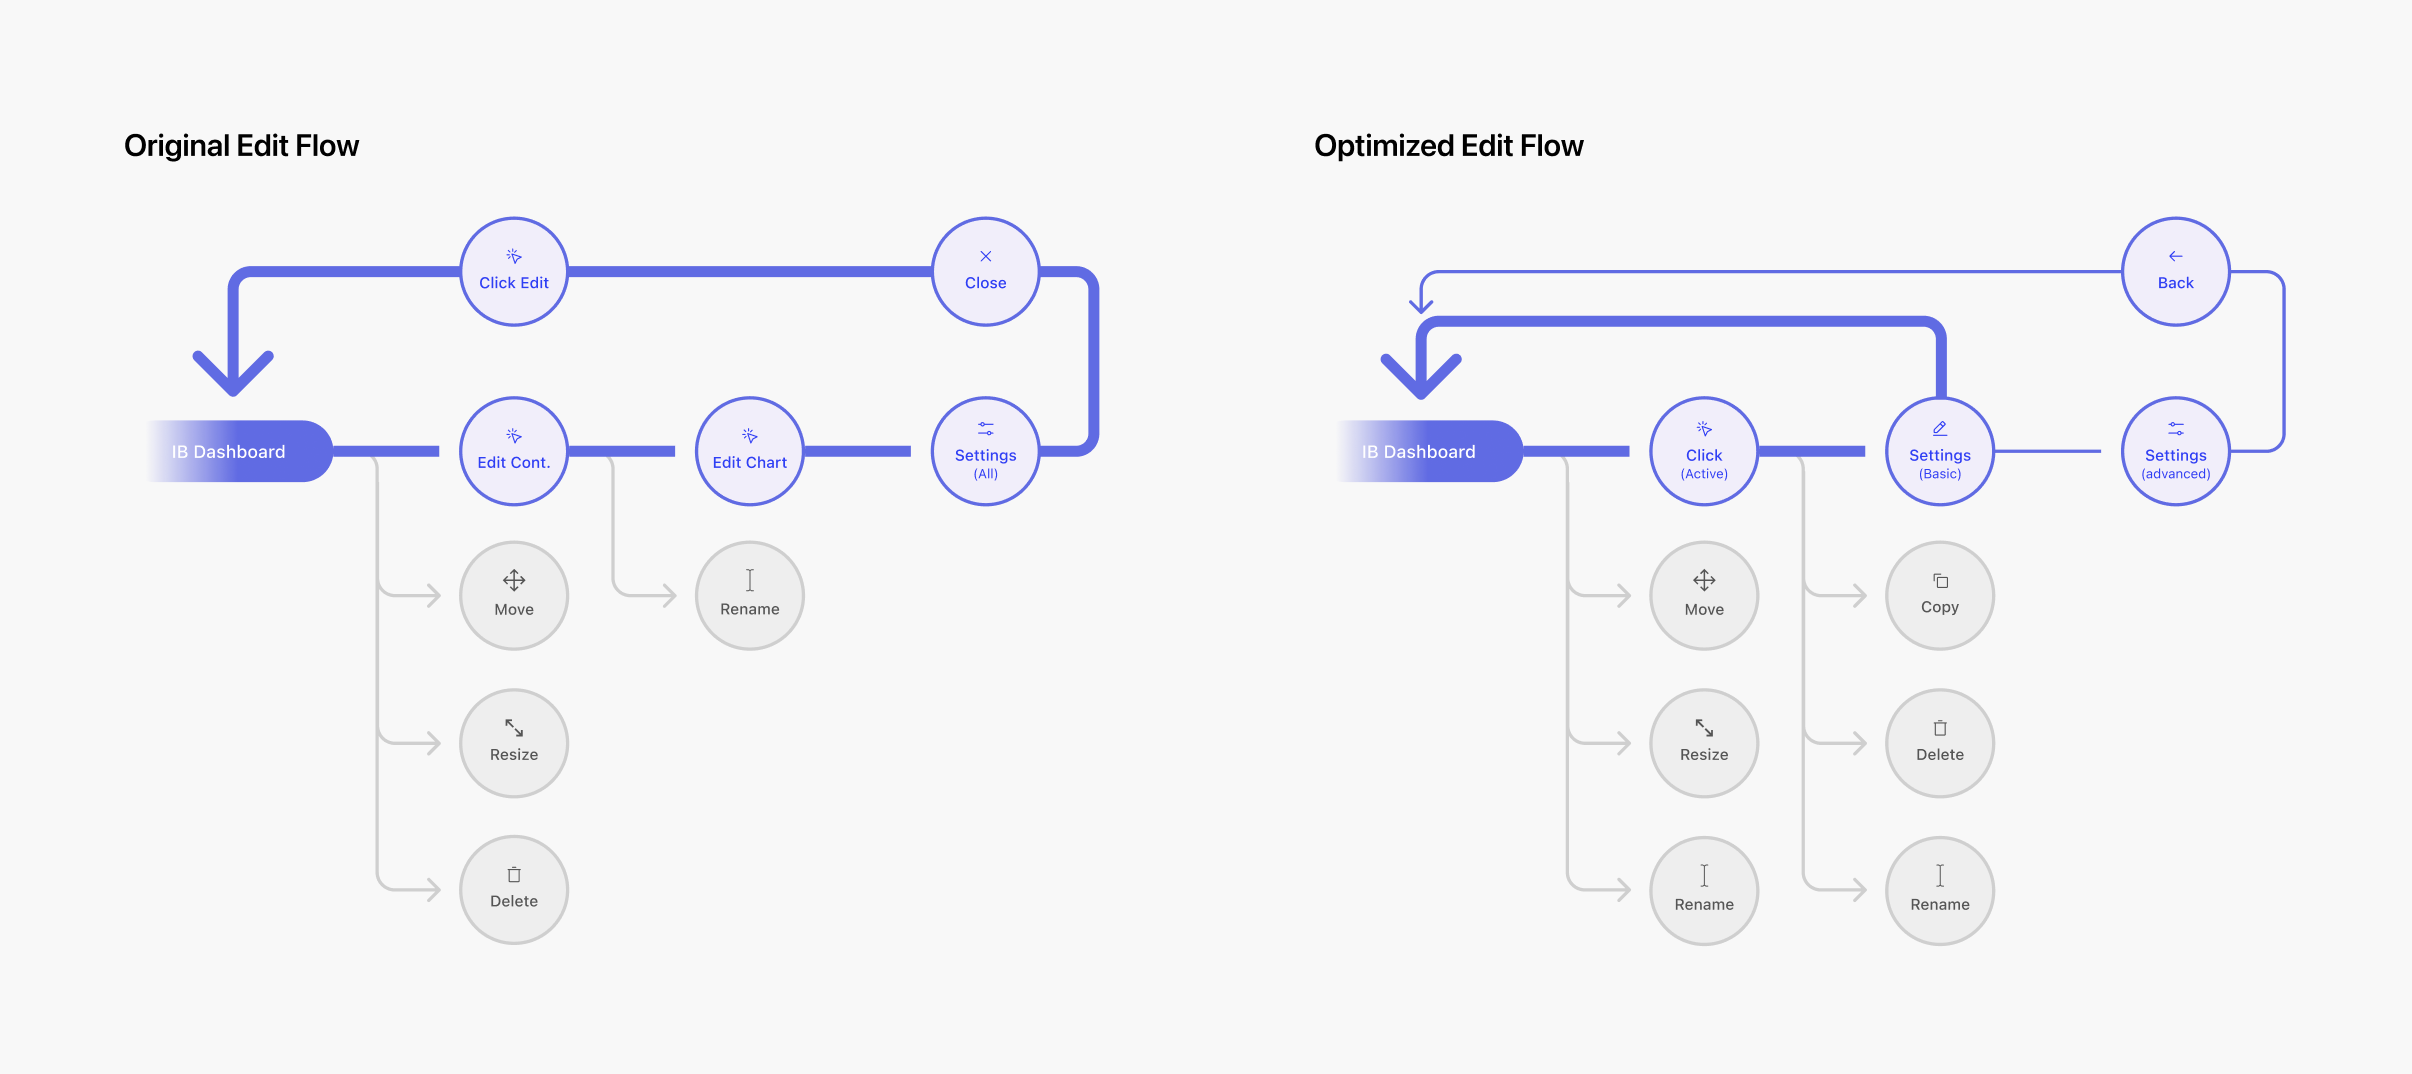 Original Edit Flow
Click Edit
Close
IB Dashboard
Edit Cont.
Edit Chart
Settings
(All)
Move
Rename
Resize
Delete
Optimized Edit Flow
Back
IB Dashboard
Click
(Active)
Settings
(Basic)
Settings
(advanced)
Move
Copy
Resize
Delete
Rename
Rename